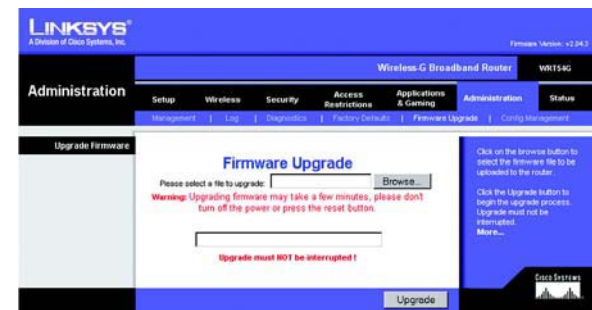 LINKSYS®
A Division of Cisco Systems, Inc.
Firmware Version: v2.04.3
Wireless-G Broadband Router WRT54G
Administration
Setup Wireless Security Access Restrictions Applications & Gaming Administration Status
Management | Log | Diagnostics | Factory Defaults | Firmware Upgrade | Config Management
Upgrade Firmware
Firmware Upgrade
Please select a file to upgrade: Browse...
Warning: Upgrading firmware may take a few minutes, please don't
turn off the power or press the reset button.
Upgrade must NOT be interrupted !
Click on the browse button to
select the firmware file to be
uploaded to the router.
Click the Upgrade button to
begin the upgrade process.
Upgrade must not be
interrupted.
More...
Upgrade
CISCO SYSTEMS